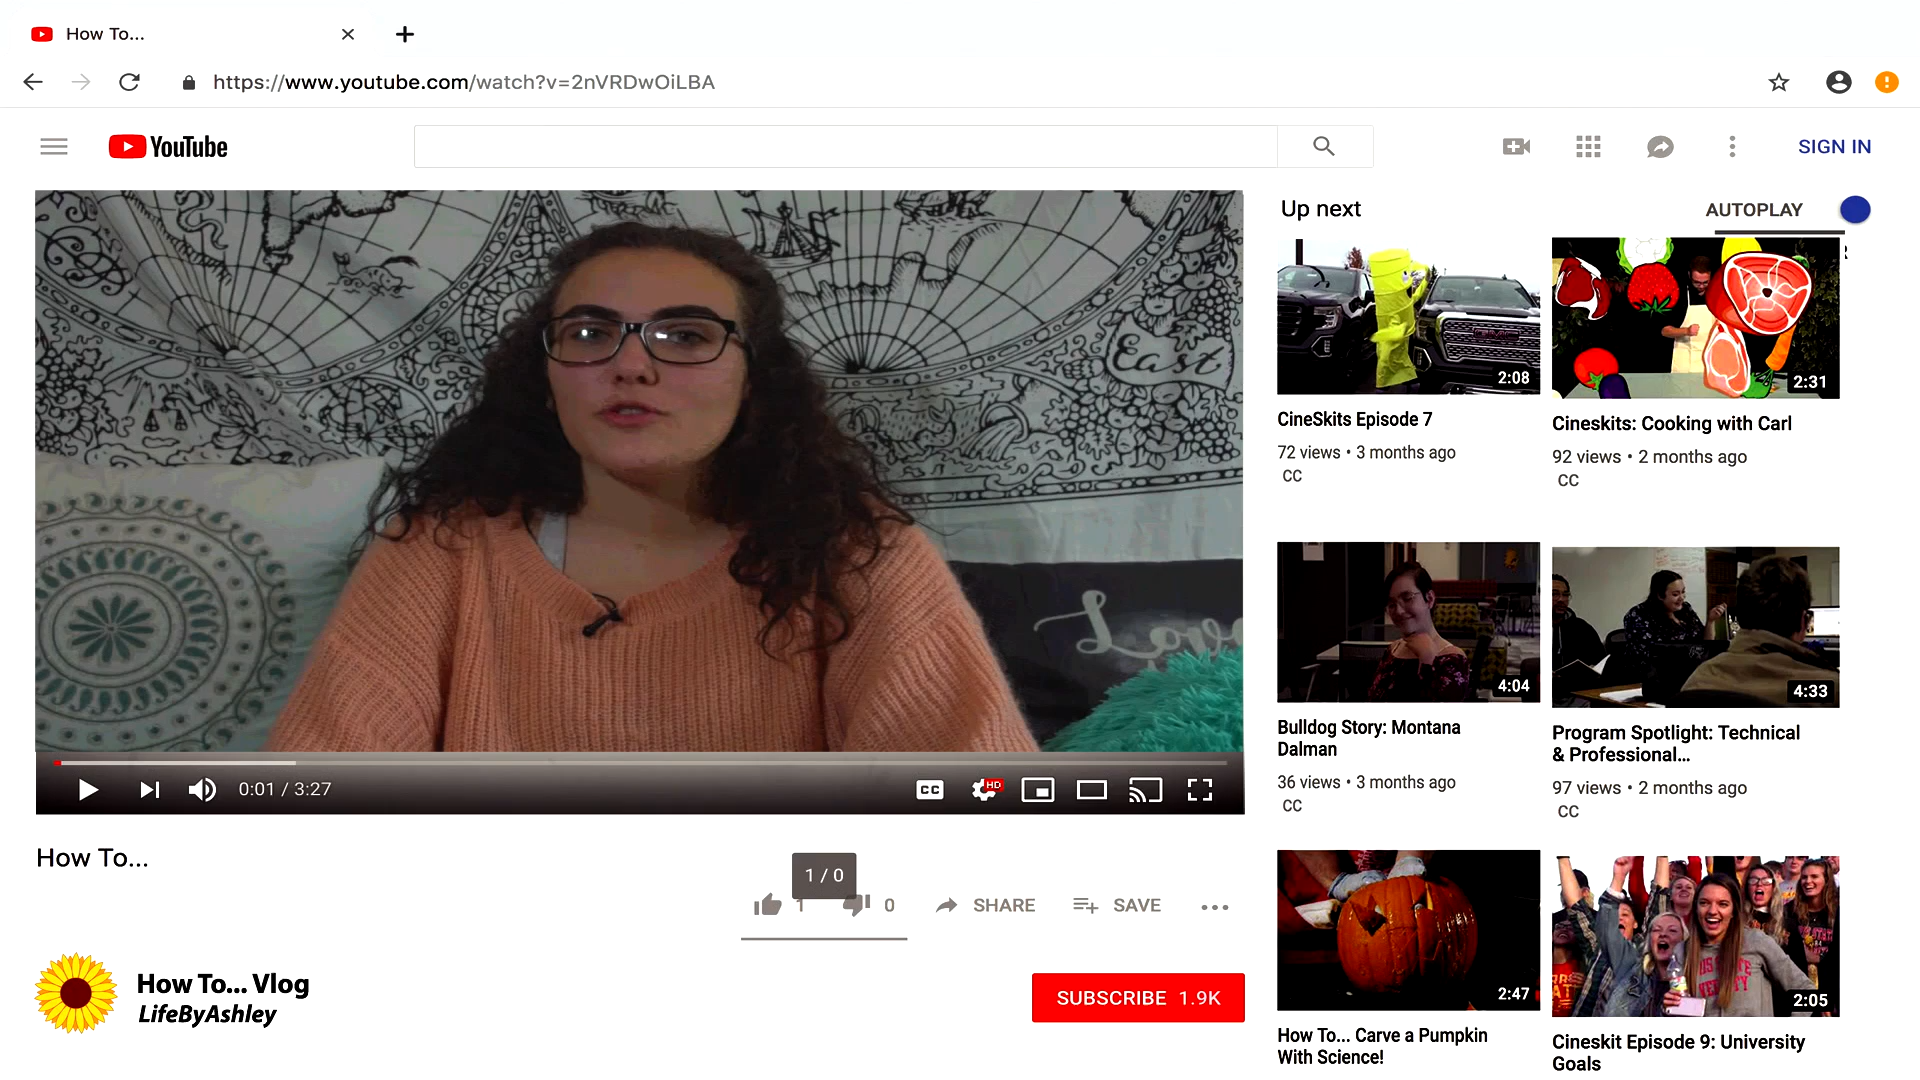 How To...
https://www.youtube.com/watch?v=2nVRDwOiLBA
YouTube
SIGN IN
East
Love
0:01 / 3:27
CC
HD
How To...
1 / 0
1
0
SHARE
SAVE
How To... Vlog
LifeByAshley
SUBSCRIBE 1.9K
Up next
AUTOPLAY
2:08
CineSkits Episode 7
72 views • 3 months ago
CC
2:31
Cineskits: Cooking with Carl
92 views • 2 months ago
CC
4:04
Bulldog Story: Montana
Dalman
36 views • 3 months ago
CC
4:33
Program Spotlight: Technical
& Professional...
97 views • 2 months ago
CC
2:47
How To... Carve a Pumpkin
With Science!
2:05
Cineskit Episode 9: University
Goals